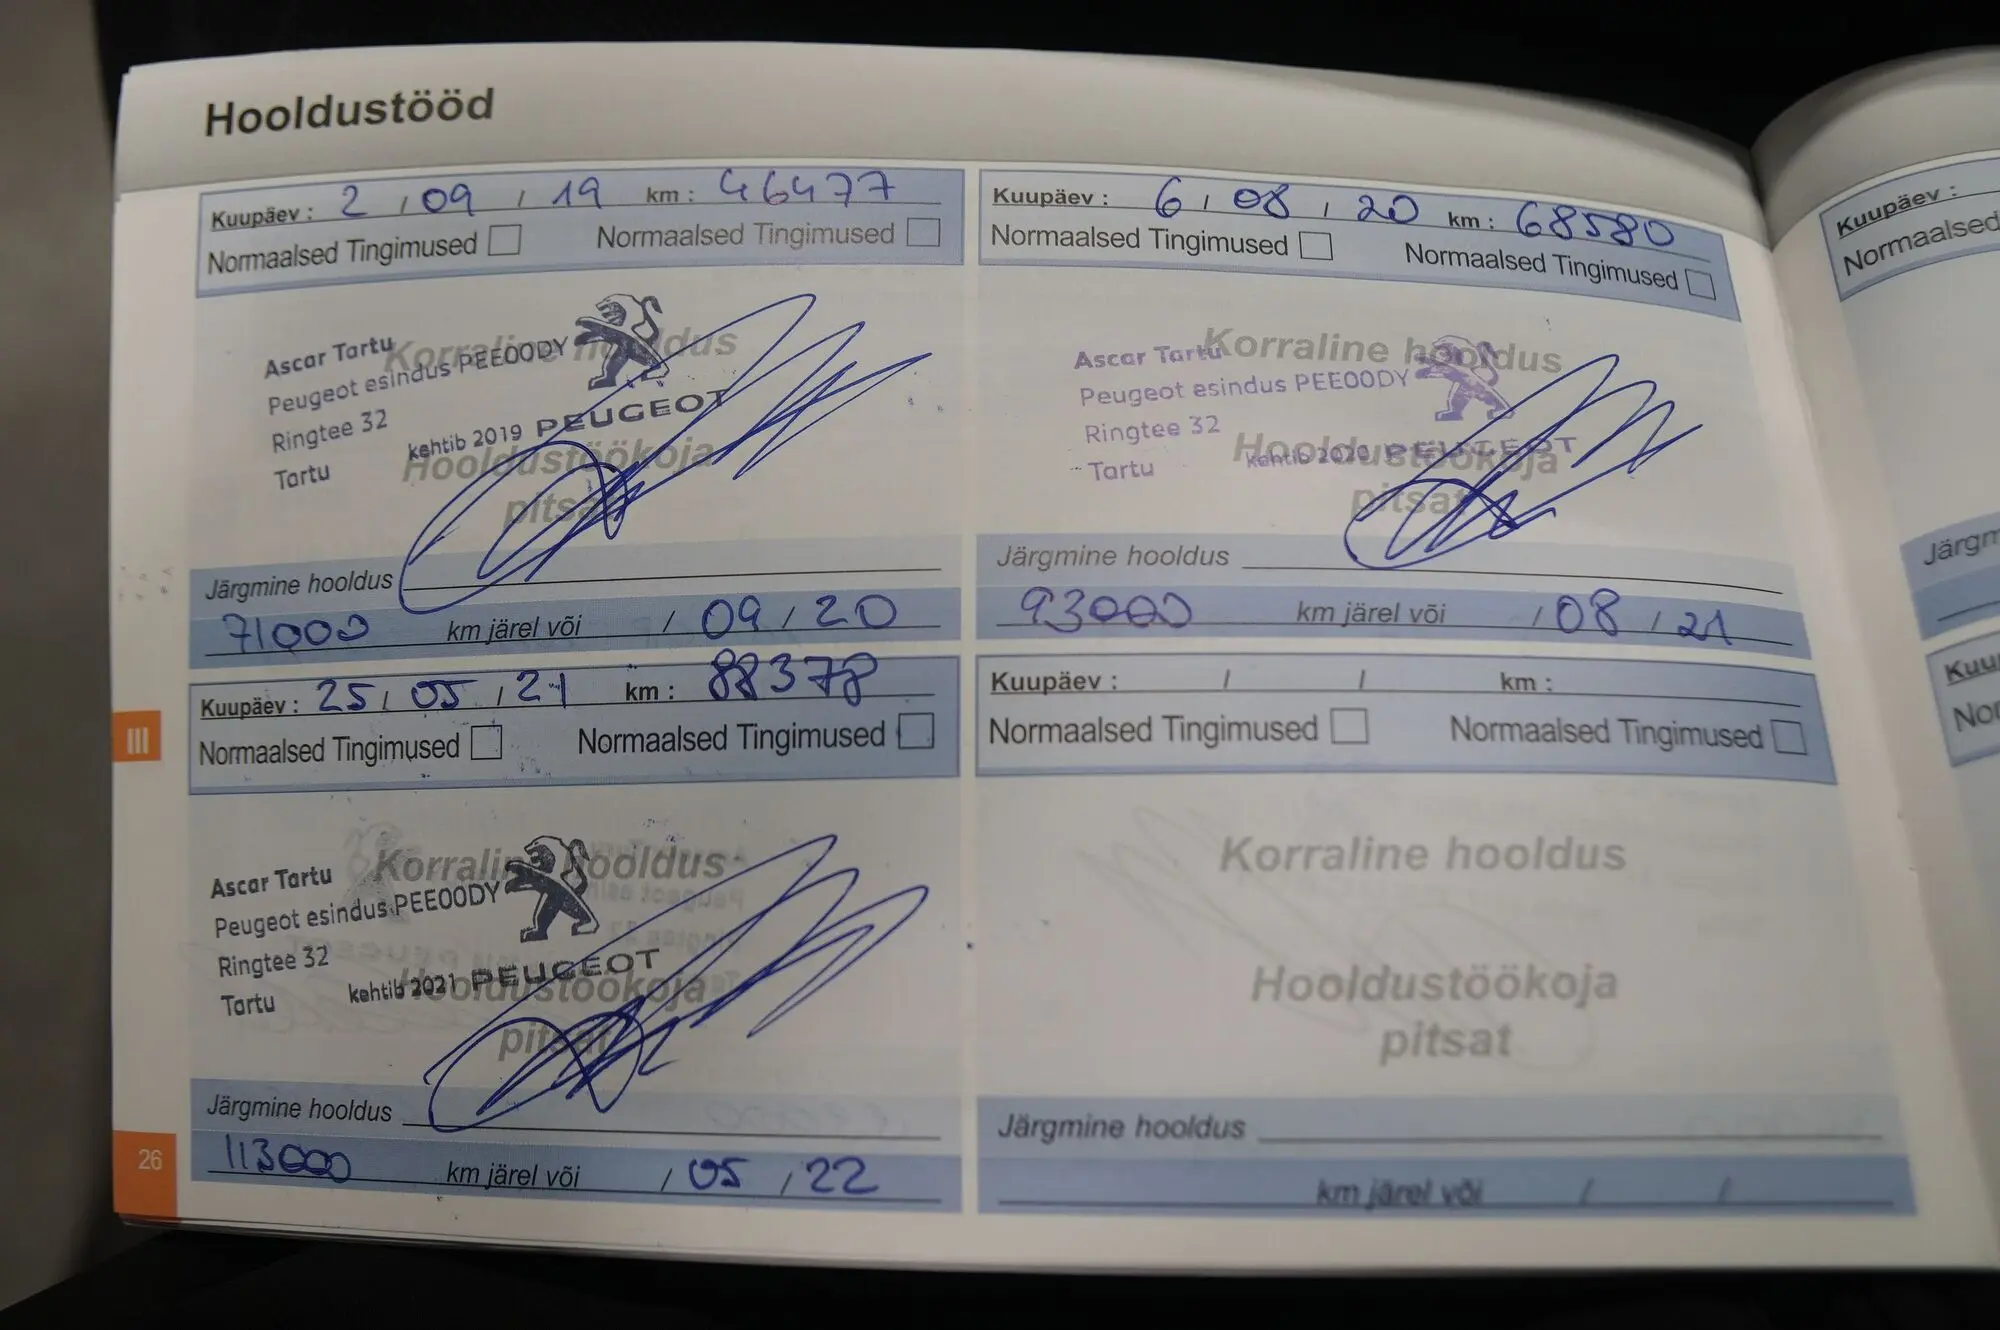 Hooldustööd
Kuupäev : 2 / 09 / 19 km : 46477
Normaalsed Tingimused Normaalsed Tingimused
Korraline hooldus
Ascar Tartu
Peugeot esindus PEE00DY
Ringtee 32
kehtib 2019 PEUGEOT
Tartu
Hooldustöökoja
pitsat
Järgmine hooldus
71000 km järel või / 09 / 20
Kuupäev : 6 / 08 / 20 km : 68580
Normaalsed Tingimused Normaalsed Tingimused
Korraline hooldus
Ascar Tartu
Peugeot esindus PEE00DY
Ringtee 32
kehtib 2020 PEUGEOT
Tartu
Hooldustöökoja
pitsat
Järgmine hooldus
93000 km järel või / 08 / 21
Kuupäev : 25 / 05 / 21 km : 88378
Normaalsed Tingimused Normaalsed Tingimused
Korraline hooldus
Ascar Tartu
Peugeot esindus PEE00DY
Ringtee 32
kehtib 2021 PEUGEOT
Tartu
Hooldustöökoja
pitsat
Järgmine hooldus
113000 km järel või / 05 / 22
Kuupäev : / / km :
Normaalsed Tingimused Normaalsed Tingimused
Korraline hooldus
Hooldustöökoja
pitsat
Järgmine hooldus
km järel või / /
III
26
Kuupäev :
Normaalsed